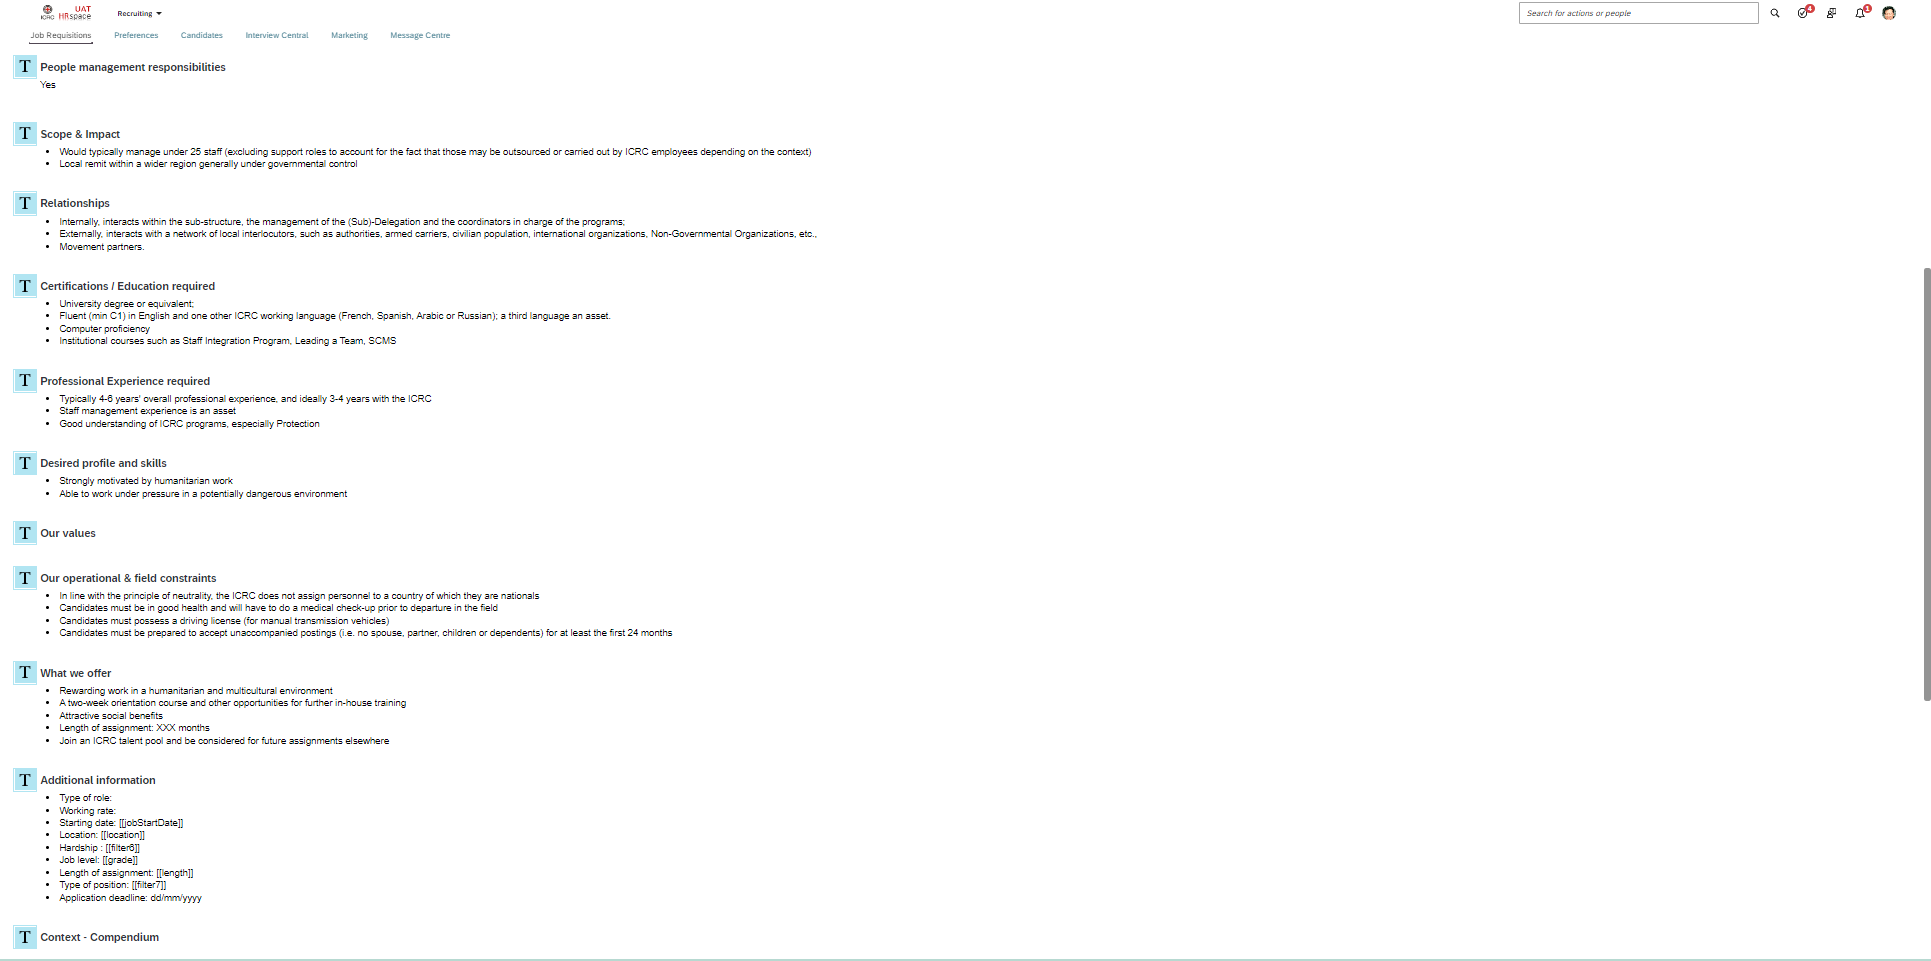 ICRC UAT HRspace
Recruiting
Search for actions or people
4
1
Job Requisitions Preferences Candidates Interview Central Marketing Message Centre
T People management responsibilities
Yes
T Scope & Impact
• Would typically manage under 25 staff (excluding support roles to account for the fact that those may be outsourced or carried out by ICRC employees depending on the context)
• Local remit within a wider region generally under governmental control
T Relationships
• Internally, interacts within the sub-structure, the management of the (Sub)-Delegation and the coordinators in charge of the programs;
• Externally, interacts with a network of local interlocutors, such as authorities, armed carriers, civilian population, international organizations, Non-Governmental Organizations, etc.,
• Movement partners.
T Certifications / Education required
• University degree or equivalent;
• Fluent (min C1) in English and one other ICRC working language (French, Spanish, Arabic or Russian); a third language an asset.
• Computer proficiency
• Institutional courses such as Staff Integration Program, Leading a Team, SCMS
T Professional Experience required
• Typically 4-6 years' overall professional experience, and ideally 3-4 years with the ICRC
• Staff management experience is an asset
• Good understanding of ICRC programs, especially Protection
T Desired profile and skills
• Strongly motivated by humanitarian work
• Able to work under pressure in a potentially dangerous environment
T Our values
T Our operational & field constraints
• In line with the principle of neutrality, the ICRC does not assign personnel to a country of which they are nationals
• Candidates must be in good health and will have to do a medical check-up prior to departure in the field
• Candidates must possess a driving license (for manual transmission vehicles)
• Candidates must be prepared to accept unaccompanied postings (i.e. no spouse, partner, children or dependents) for at least the first 24 months
T What we offer
• Rewarding work in a humanitarian and multicultural environment
• A two-week orientation course and other opportunities for further in-house training
• Attractive social benefits
• Length of assignment: XXX months
• Join an ICRC talent pool and be considered for future assignments elsewhere
T Additional information
• Type of role:
• Working rate:
• Starting date: [[jobStartDate]]
• Location: [[location]]
• Hardship : [[filter6]]
• Job level: [[grade]]
• Length of assignment: [[length]]
• Type of position: [[filter7]]
• Application deadline: dd/mm/yyyy
T Context - Compendium